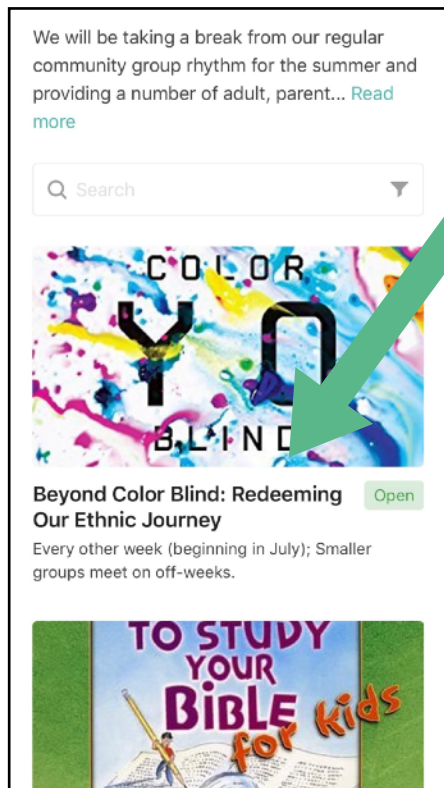 We will be taking a break from our regular
community group rhythm for the summer and
providing a number of adult, parent... Read
more
Search
COLOR
YO
BLIND
Beyond Color Blind: Redeeming
Our Ethnic Journey
Open
Every other week (beginning in July); Smaller
groups meet on off-weeks.
TO STUDY
YOUR
BIBLE
for kids